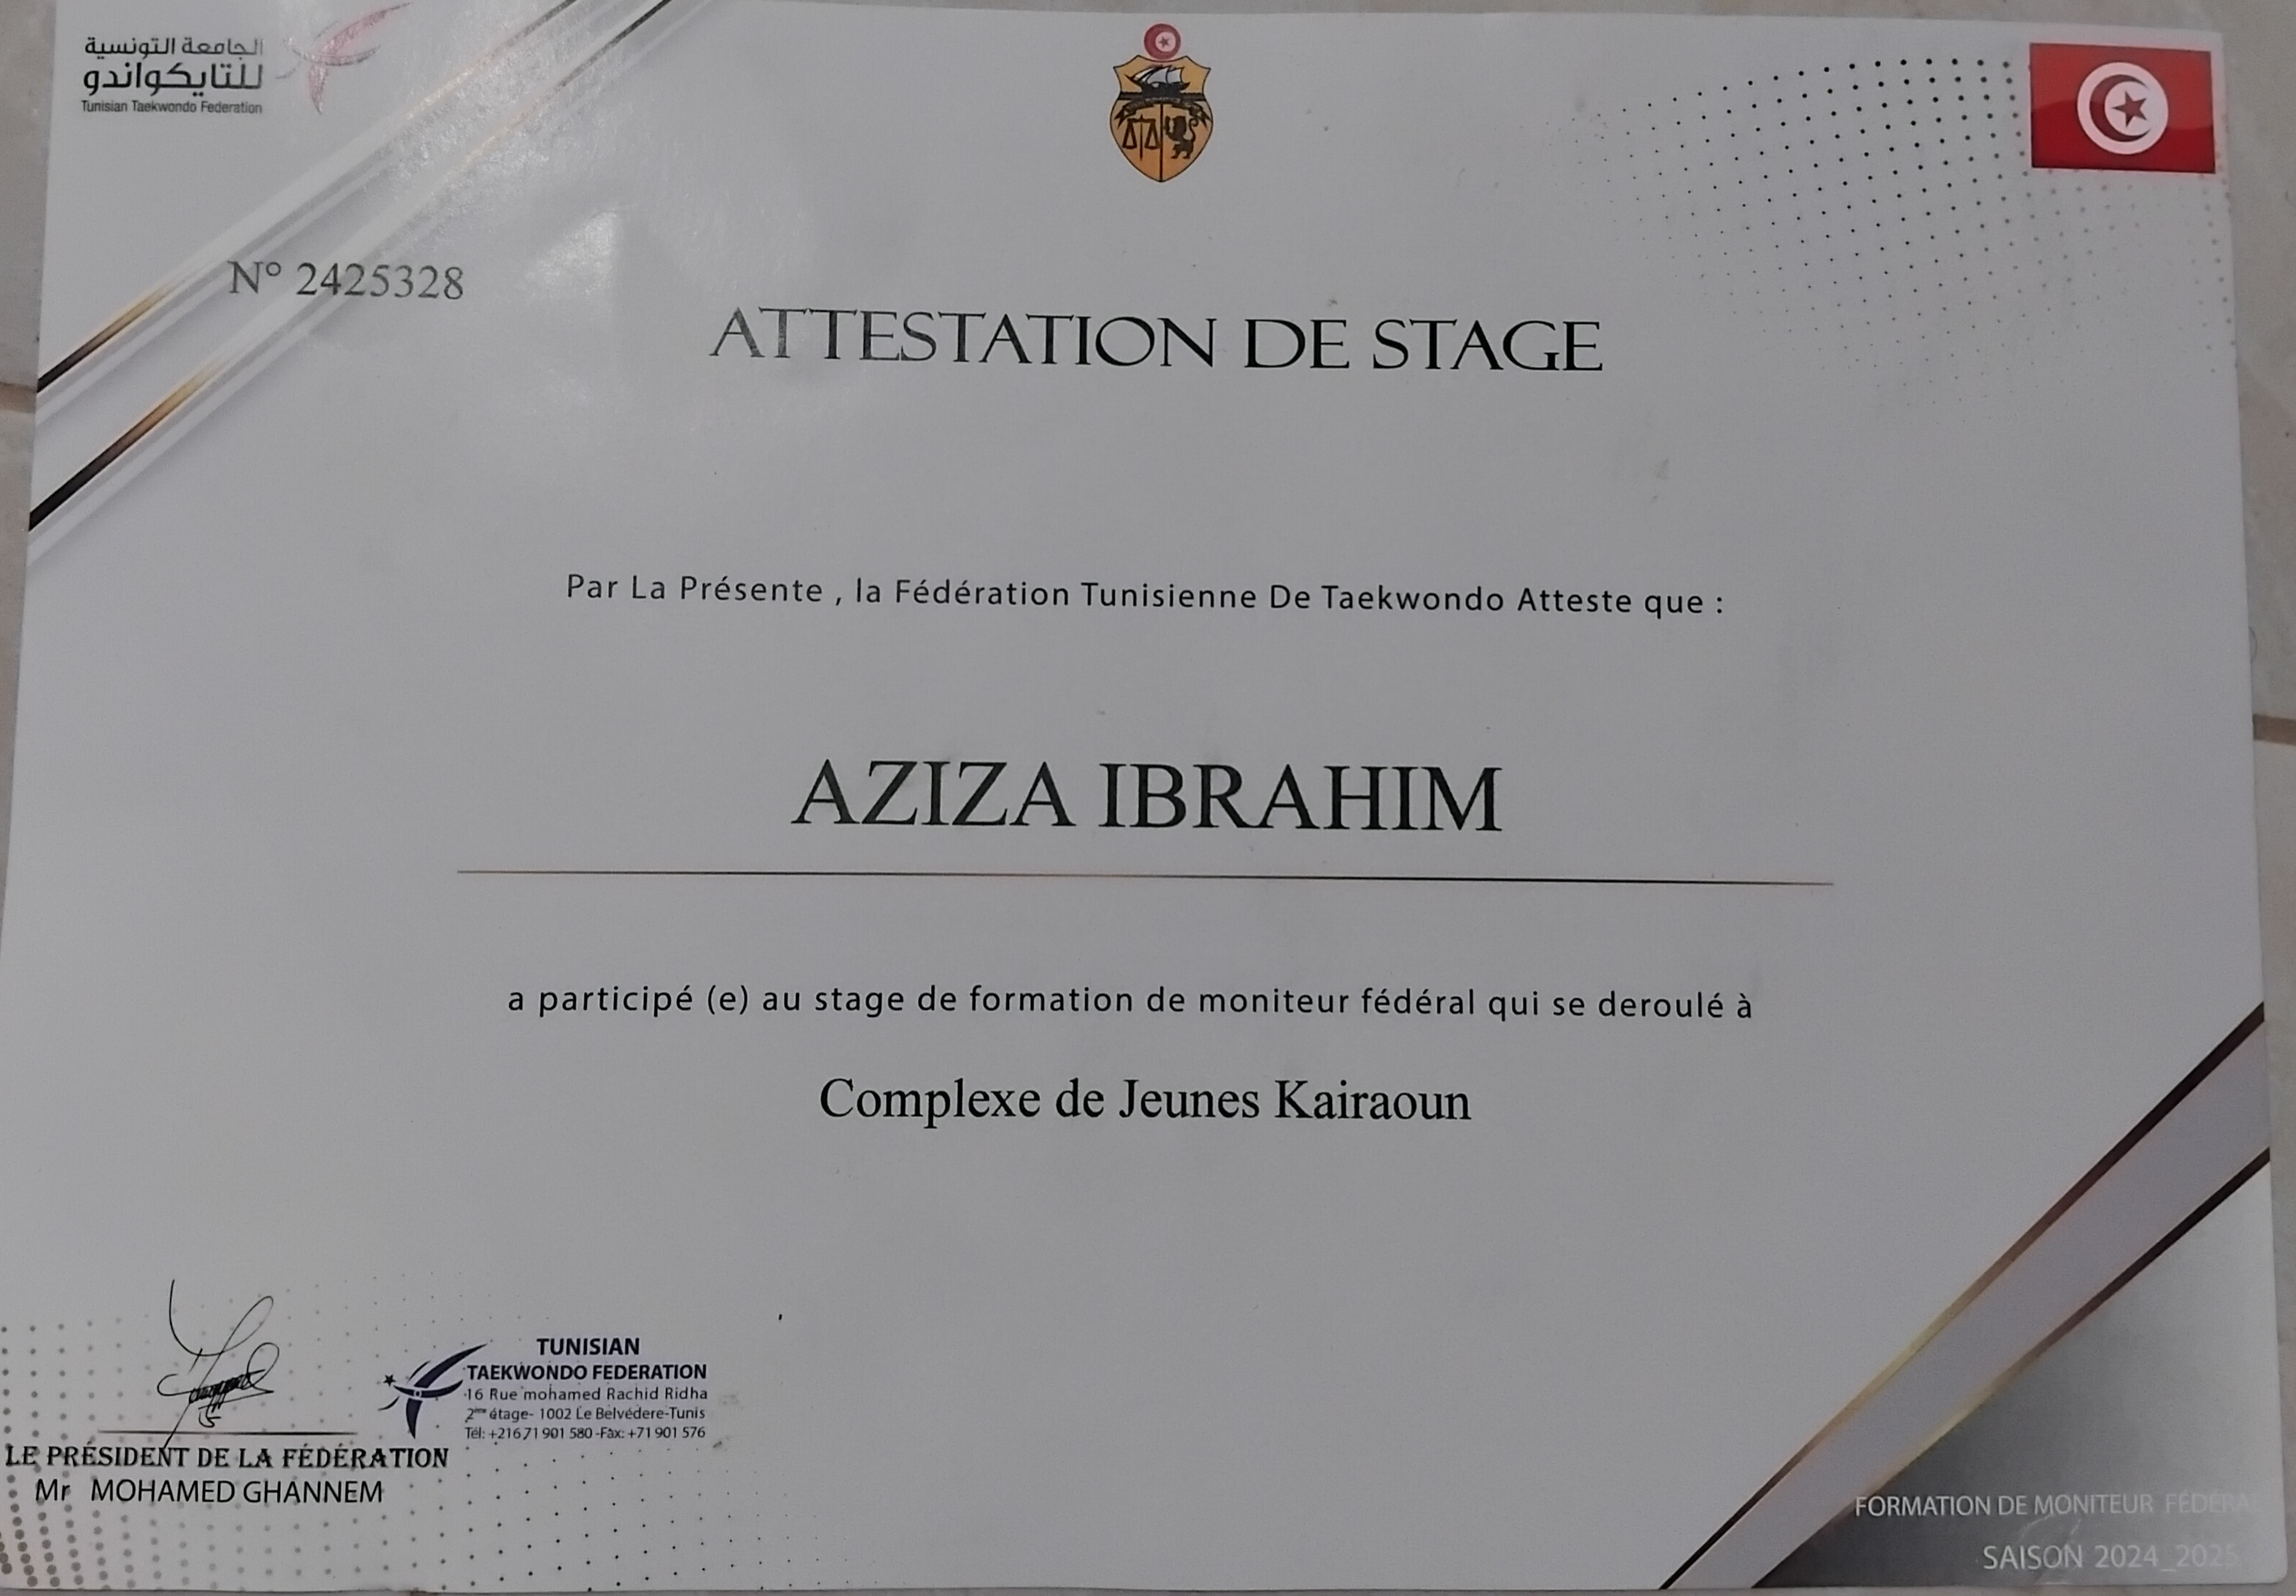 الجامعة التونسية
للتايكواندو
Tunisian Taekwondo Federation
N° 2425328
ATTESTATION DE STAGE
Par La Présente , la Fédération Tunisienne De Taekwondo Atteste que :
AZIZA IBRAHIM
a participé (e) au stage de formation de moniteur fédéral qui se deroulé à
Complexe de Jeunes Kairaoun
TUNISIAN
TAEKWONDO FEDERATION
16 Rue mohamed Rachid Ridha
2ème étage- 1002 Le Belvédere-Tunis
Tél: +216 71 901 580 -Fax: +71 901 576
LE PRÉSIDENT DE LA FÉDÉRATION
Mr MOHAMED GHANNEM
FORMATION DE MONITEUR FÉDÉRA
SAISON 2024_2025